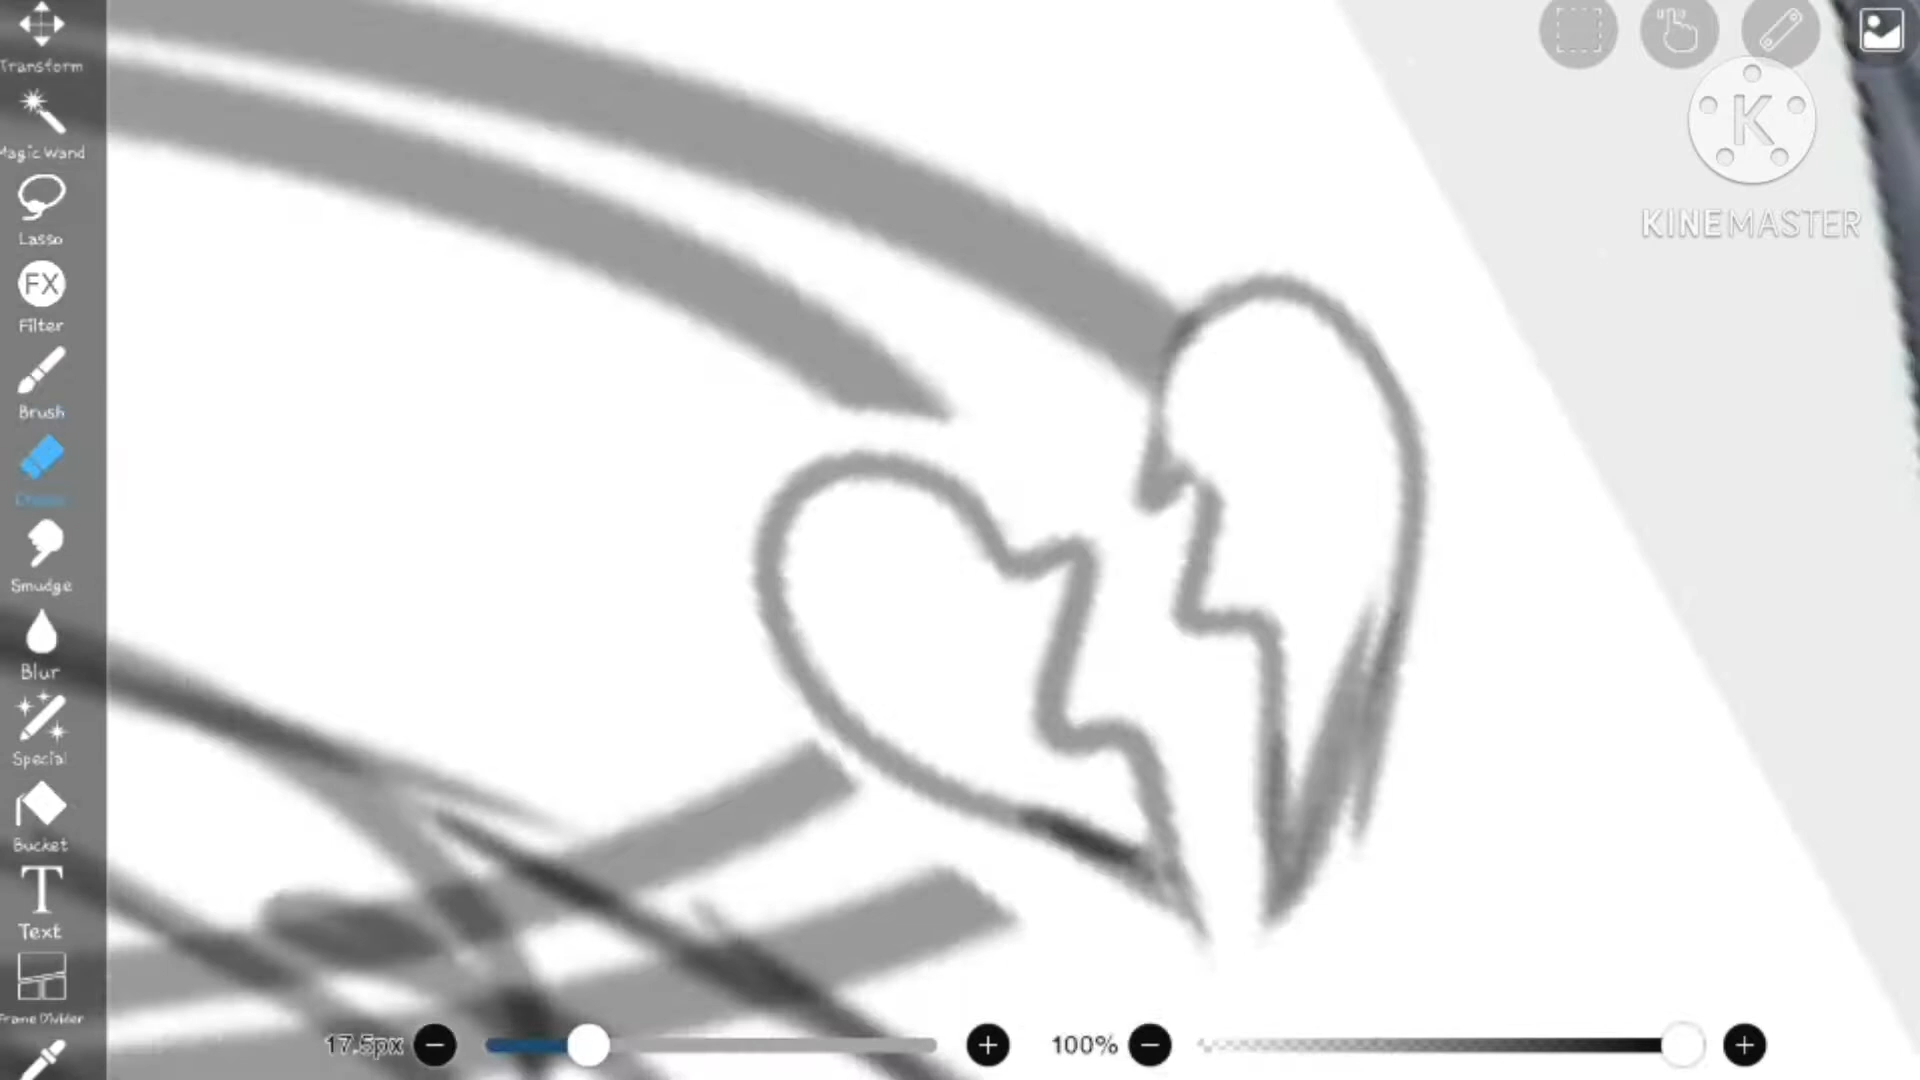 Transform
Magic Wand
Lasso
FX
Filter
Brush
Smudge
Blur
Special
Bucket
T
Text
Frame Divider
17.5px
100%
K
KINEMASTER